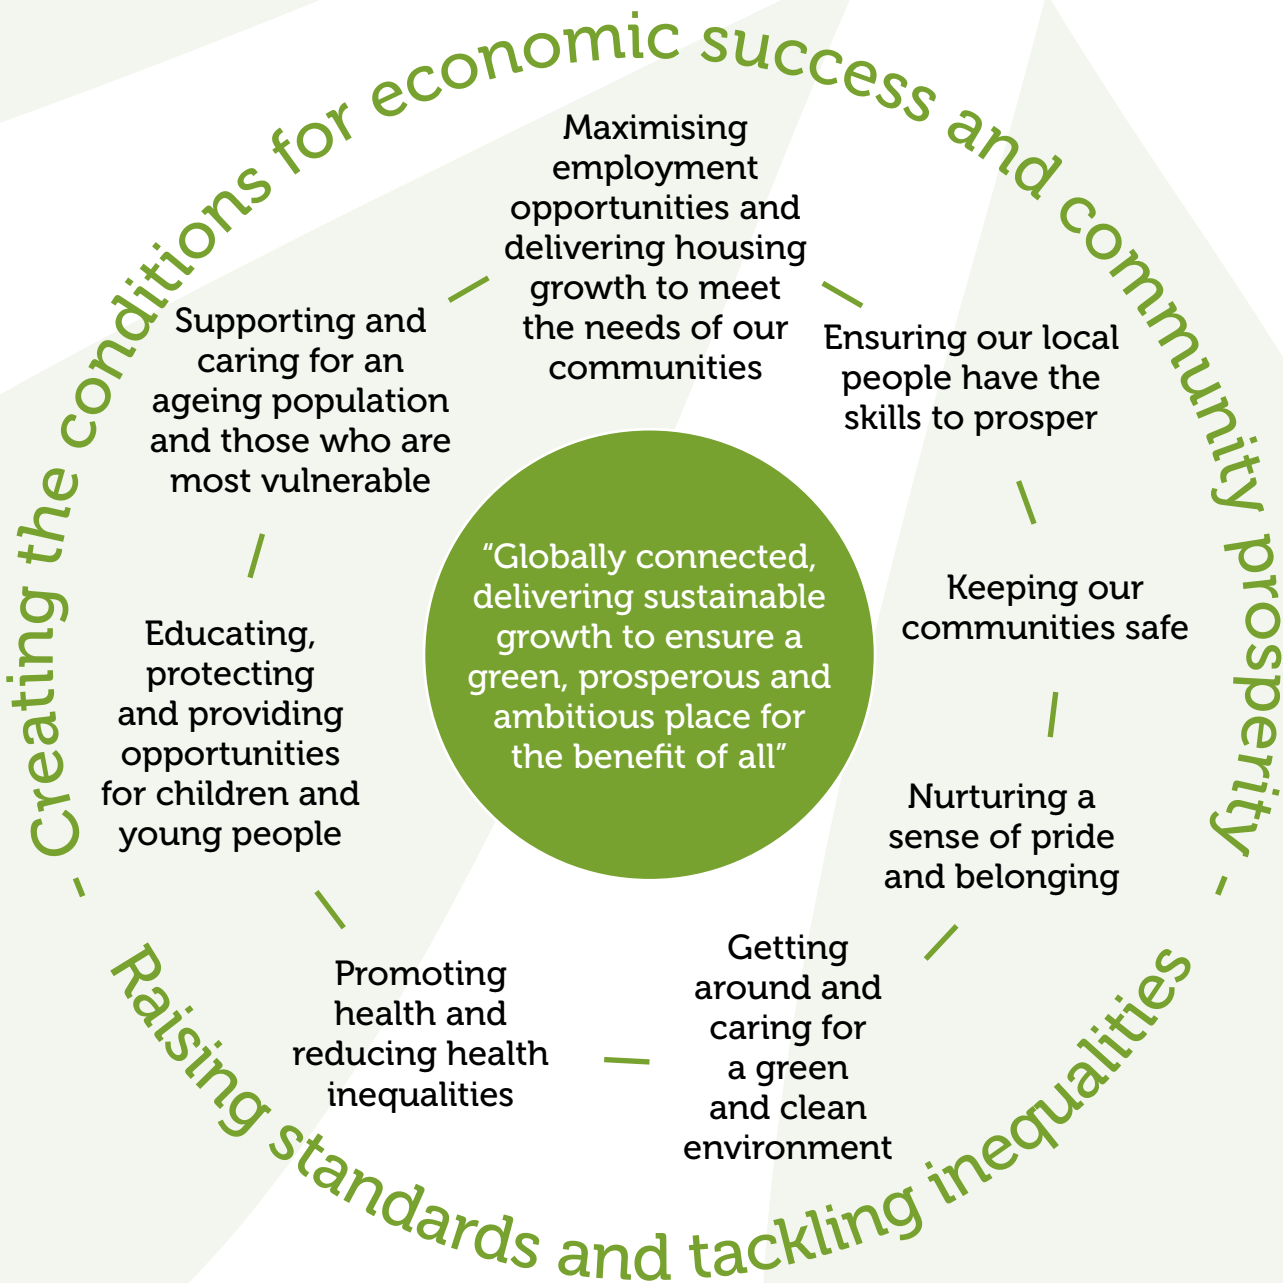 Creating the conditions for economic success and community prosperity -
Maximising
employment
opportunities and
delivering housing
growth to meet
the needs of our
communities
Ensuring our local
people have the
skills to prosper
Keeping our
communities safe
Nurturing a
sense of pride
and belonging
Getting
around and
caring for
a green
and clean
environment
Promoting
health and
reducing health
inequalities
Educating,
protecting
and providing
opportunities
for children and
young people
Supporting and
caring for an
ageing population
and those who are
most vulnerable
"Globally connected,
delivering sustainable
growth to ensure a
green, prosperous and
ambitious place for
the benefit of all"
Raising standards and tackling inequalities -